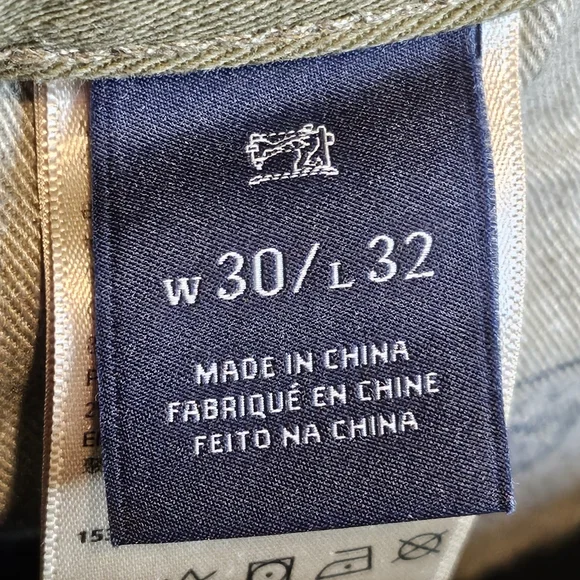 W 30/L 32
MADE IN CHINA
FABRIQUÉ EN CHINE
FEITO NA CHINA